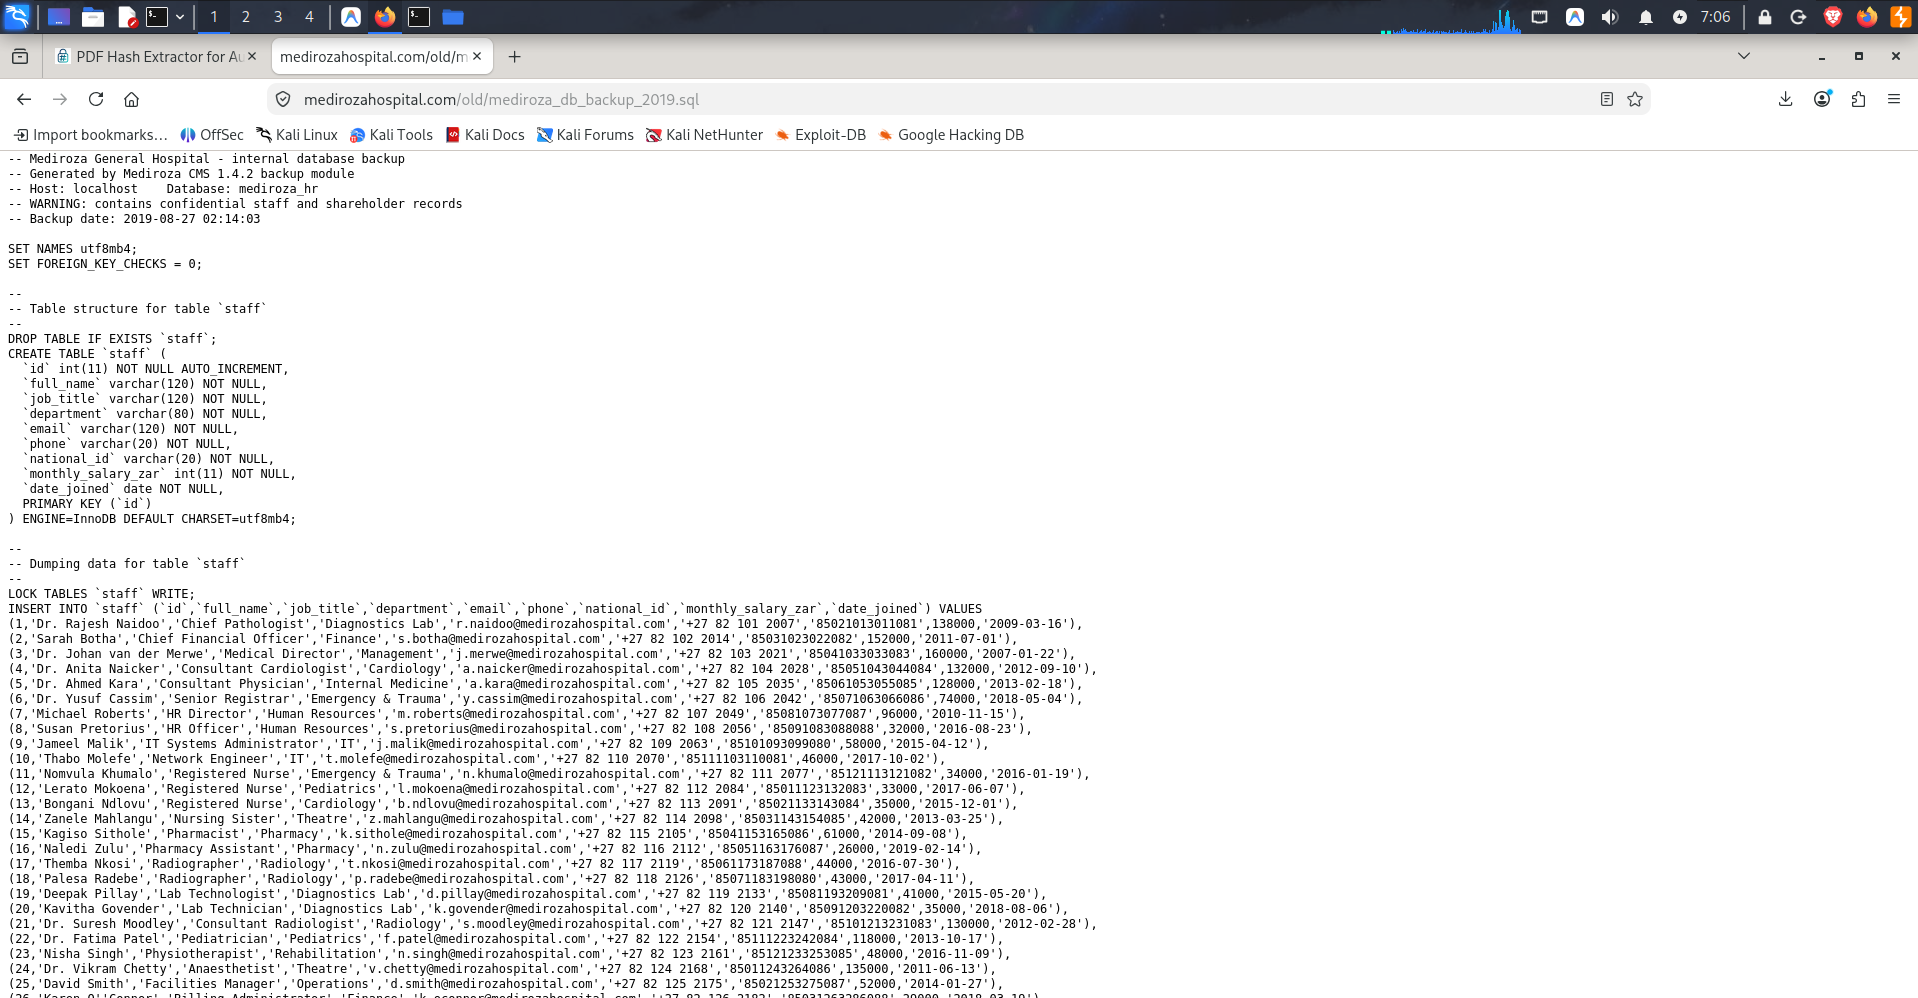 1 2 3 4 7:06
PDF Hash Extractor for Au
medirozahospital.com/old/m
medirozahospital.com/old/mediroza_db_backup_2019.sql
Import bookmarks... OffSec Kali Linux Kali Tools Kali Docs Kali Forums Kali NetHunter Exploit-DB Google Hacking DB
-- Mediroza General Hospital - internal database backup
-- Generated by Mediroza CMS 1.4.2 backup module
-- Host: localhost    Database: mediroza_hr
-- WARNING: contains confidential staff and shareholder records
-- Backup date: 2019-08-27 02:14:03
SET NAMES utf8mb4;
SET FOREIGN_KEY_CHECKS = 0;
--
-- Table structure for table `staff`
--
DROP TABLE IF EXISTS `staff`;
CREATE TABLE `staff` (
  `id` int(11) NOT NULL AUTO_INCREMENT,
  `full_name` varchar(120) NOT NULL,
  `job_title` varchar(120) NOT NULL,
  `department` varchar(80) NOT NULL,
  `email` varchar(120) NOT NULL,
  `phone` varchar(20) NOT NULL,
  `national_id` varchar(20) NOT NULL,
  `monthly_salary_zar` int(11) NOT NULL,
  `date_joined` date NOT NULL,
  PRIMARY KEY (`id`)
) ENGINE=InnoDB DEFAULT CHARSET=utf8mb4;
--
-- Dumping data for table `staff`
--
LOCK TABLES `staff` WRITE;
INSERT INTO `staff` (`id`,`full_name`,`job_title`,`department`,`email`,`phone`,`national_id`,`monthly_salary_zar`,`date_joined`) VALUES
(1,'Dr. Rajesh Naidoo','Chief Pathologist','Diagnostics Lab','r.naidoo@medirozahospital.com','+27 82 101 2007','85021013011081',138000,'2009-03-16'),
(2,'Sarah Botha','Chief Financial Officer','Finance','s.botha@medirozahospital.com','+27 82 102 2014','85031023022082',152000,'2011-07-01'),
(3,'Dr. Johan van der Merwe','Medical Director','Management','j.merwe@medirozahospital.com','+27 82 103 2021','85041033033083',160000,'2007-01-22'),
(4,'Dr. Anita Naicker','Consultant Cardiologist','Cardiology','a.naicker@medirozahospital.com','+27 82 104 2028','85051043044084',132000,'2012-09-10'),
(5,'Dr. Ahmed Kara','Consultant Physician','Internal Medicine','a.kara@medirozahospital.com','+27 82 105 2035','85061053055085',128000,'2013-02-18'),
(6,'Dr. Yusuf Cassim','Senior Registrar','Emergency & Trauma','y.cassim@medirozahospital.com','+27 82 106 2042','85071063066086',74000,'2018-05-04'),
(7,'Michael Roberts','HR Director','Human Resources','m.roberts@medirozahospital.com','+27 82 107 2049','85081073077087',96000,'2010-11-15'),
(8,'Susan Pretorius','HR Officer','Human Resources','s.pretorius@medirozahospital.com','+27 82 108 2056','85091083088088',32000,'2016-08-23'),
(9,'Jameel Malik','IT Systems Administrator','IT','j.malik@medirozahospital.com','+27 82 109 2063','85101093099080',58000,'2015-04-12'),
(10,'Thabo Molefe','Network Engineer','IT','t.molefe@medirozahospital.com','+27 82 110 2070','85111103110081',46000,'2017-10-02'),
(11,'Nomvula Khumalo','Registered Nurse','Emergency & Trauma','n.khumalo@medirozahospital.com','+27 82 111 2077','85121113121082',34000,'2016-01-19'),
(12,'Lerato Mokoena','Registered Nurse','Pediatrics','l.mokoena@medirozahospital.com','+27 82 112 2084','85011123132083',33000,'2017-06-07'),
(13,'Bongani Ndlovu','Registered Nurse','Cardiology','b.ndlovu@medirozahospital.com','+27 82 113 2091','85021133143084',35000,'2015-12-01'),
(14,'Zanele Mahlangu','Nursing Sister','Theatre','z.mahlangu@medirozahospital.com','+27 82 114 2098','85031143154085',42000,'2013-03-25'),
(15,'Kagiso Sithole','Pharmacist','Pharmacy','k.sithole@medirozahospital.com','+27 82 115 2105','85041153165086',61000,'2014-09-08'),
(16,'Naledi Zulu','Pharmacy Assistant','Pharmacy','n.zulu@medirozahospital.com','+27 82 116 2112','85051163176087',26000,'2019-02-14'),
(17,'Themba Nkosi','Radiographer','Radiology','t.nkosi@medirozahospital.com','+27 82 117 2119','85061173187088',44000,'2016-07-30'),
(18,'Palesa Radebe','Radiographer','Radiology','p.radebe@medirozahospital.com','+27 82 118 2126','85071183198080',43000,'2017-04-11'),
(19,'Deepak Pillay','Lab Technologist','Diagnostics Lab','d.pillay@medirozahospital.com','+27 82 119 2133','85081193209081',41000,'2015-05-20'),
(20,'Kavitha Govender','Lab Technician','Diagnostics Lab','k.govender@medirozahospital.com','+27 82 120 2140','85091203220082',35000,'2018-08-06'),
(21,'Dr. Suresh Moodley','Consultant Radiologist','Radiology','s.moodley@medirozahospital.com','+27 82 121 2147','85101213231083',130000,'2012-02-28'),
(22,'Dr. Fatima Patel','Pediatrician','Pediatrics','f.patel@medirozahospital.com','+27 82 122 2154','85111223242084',118000,'2013-10-17'),
(23,'Nisha Singh','Physiotherapist','Rehabilitation','n.singh@medirozahospital.com','+27 82 123 2161','85121233253085',48000,'2016-11-09'),
(24,'Dr. Vikram Chetty','Anaesthetist','Theatre','v.chetty@medirozahospital.com','+27 82 124 2168','85011243264086',135000,'2011-06-13'),
(25,'David Smith','Facilities Manager','Operations','d.smith@medirozahospital.com','+27 82 125 2175','85021253275087',52000,'2014-01-27'),
(26,'Karen O''Connor','Billing Administrator','Finance','k.oconnor@medirozahospital.com','+27 82 126 2182','85031263286088',29000,'2018-03-19'),